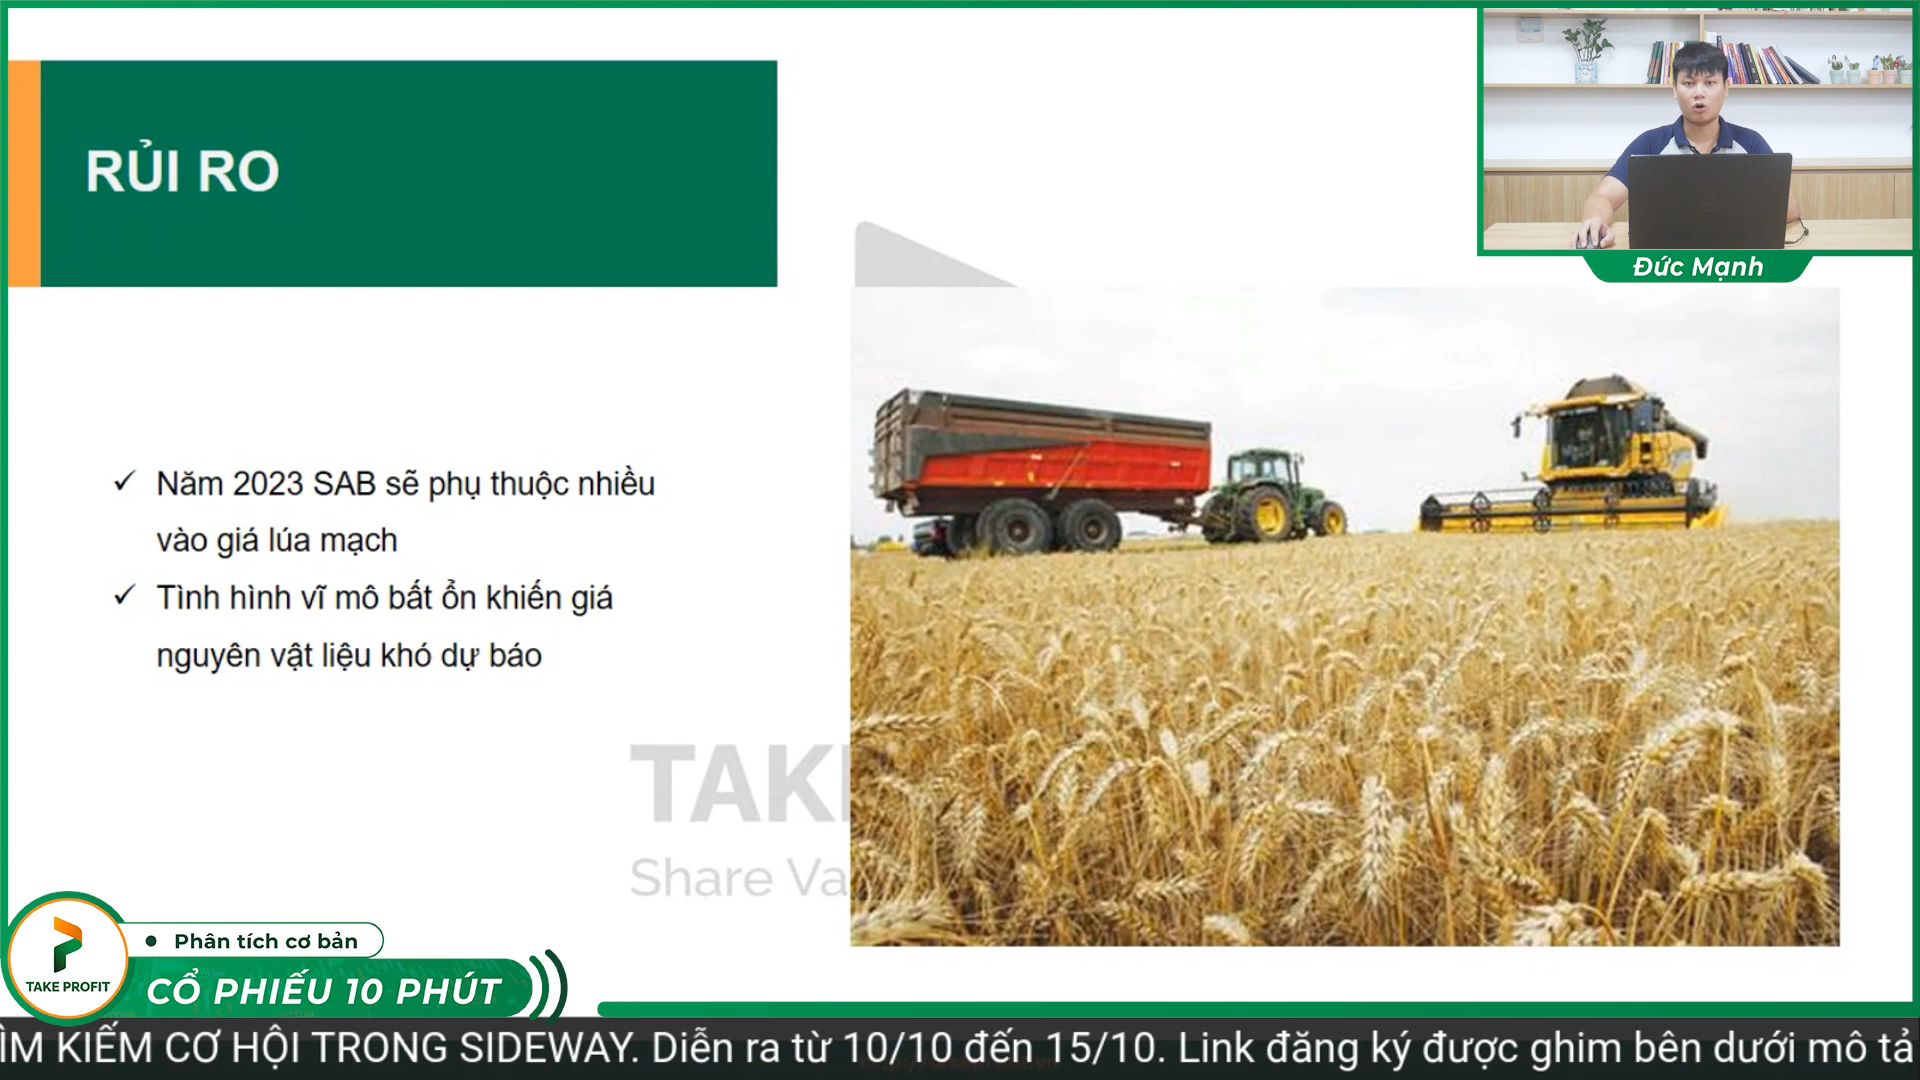 RỦI RO
Đức Mạnh
Năm 2023 SAB sẽ phụ thuộc nhiều
vào giá lúa mạch
Tình hình vĩ mô bất ổn khiến giá
nguyên vật liệu khó dự báo
TAK
Share Va
Phân tích cơ bản
TAKE PROFIT
CỔ PHIẾU 10 PHÚT
ÌM KIẾM CƠ HỘI TRONG SIDEWAY. Diễn ra từ 10/10 đến 15/10. Link đăng ký được ghim bên dưới mô tả